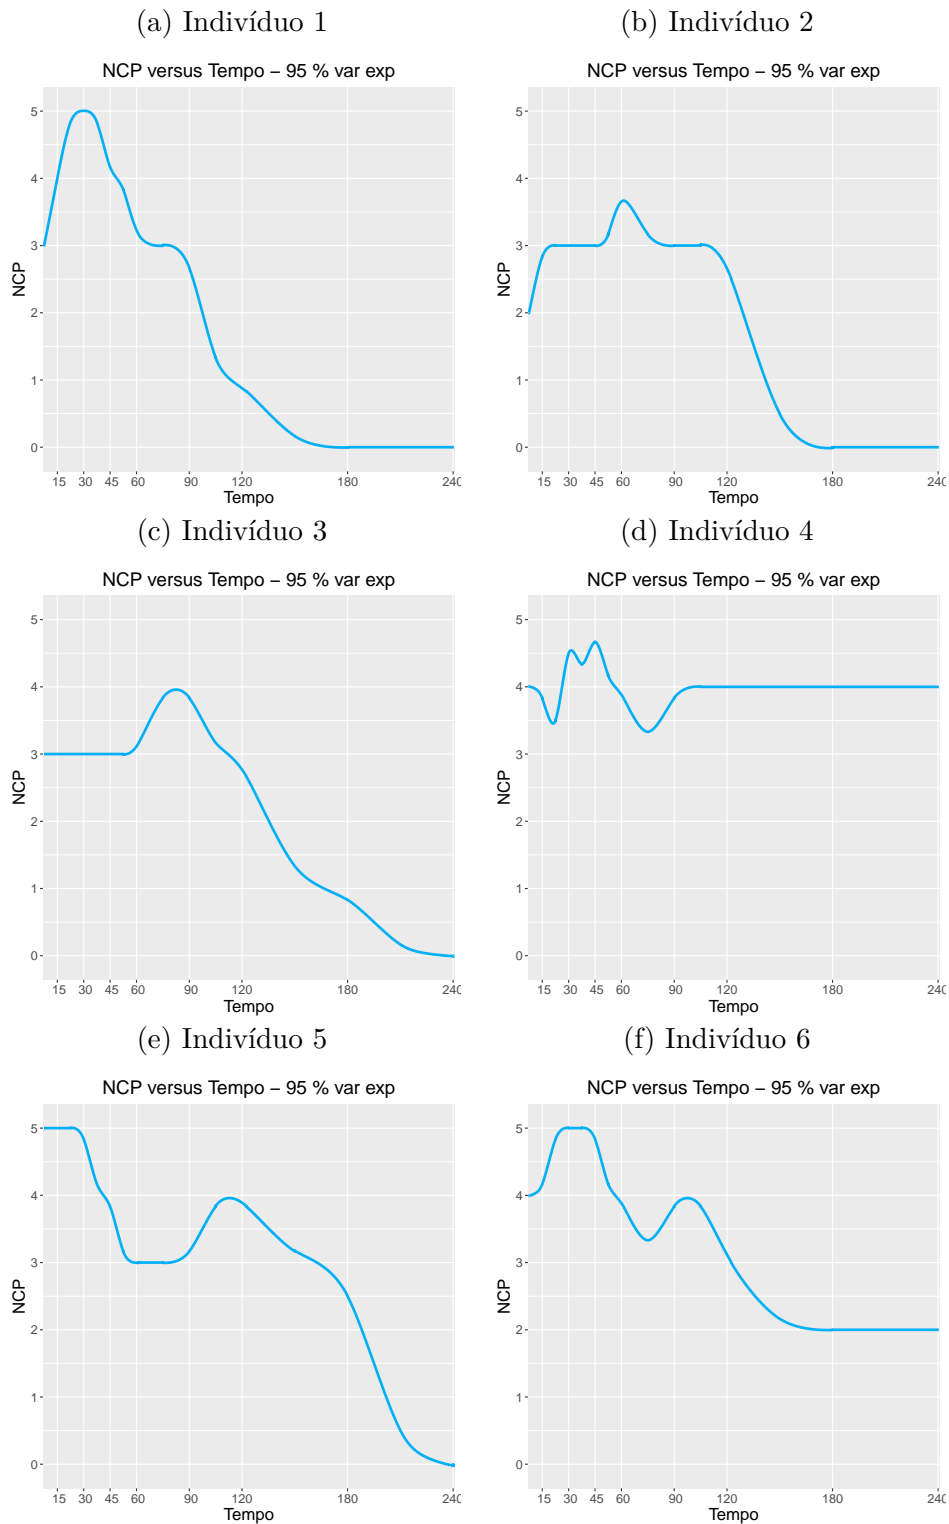 (a) Indivíduo 1
NCP versus Tempo – 95 % var exp
5
4
3
2
1
0
NCP
15 30 45 60 90 120 180 240
Tempo
(b) Indivíduo 2
NCP versus Tempo – 95 % var exp
5
4
3
2
1
0
NCP
15 30 45 60 90 120 180 240
Tempo
(c) Indivíduo 3
NCP versus Tempo – 95 % var exp
5
4
3
2
1
0
NCP
15 30 45 60 90 120 180 240
Tempo
(d) Indivíduo 4
NCP versus Tempo – 95 % var exp
5
4
3
2
1
0
NCP
15 30 45 60 90 120 180 240
Tempo
(e) Indivíduo 5
NCP versus Tempo – 95 % var exp
5
4
3
2
1
0
NCP
15 30 45 60 90 120 180 240
Tempo
(f) Indivíduo 6
NCP versus Tempo – 95 % var exp
5
4
3
2
1
0
NCP
15 30 45 60 90 120 180 240
Tempo